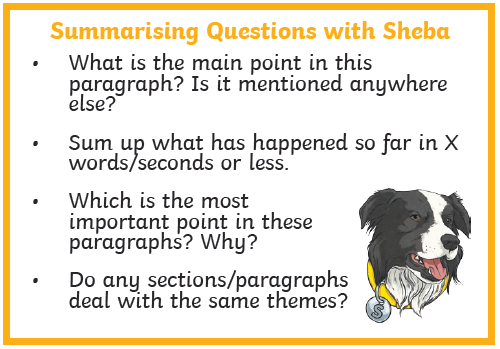 Summarising Questions with Sheba
• What is the main point in this
paragraph? Is it mentioned anywhere
else?
• Sum up what has happened so far in X
words/seconds or less.
• Which is the most
important point in these
paragraphs? Why?
• Do any sections/paragraphs
deal with the same themes?
S